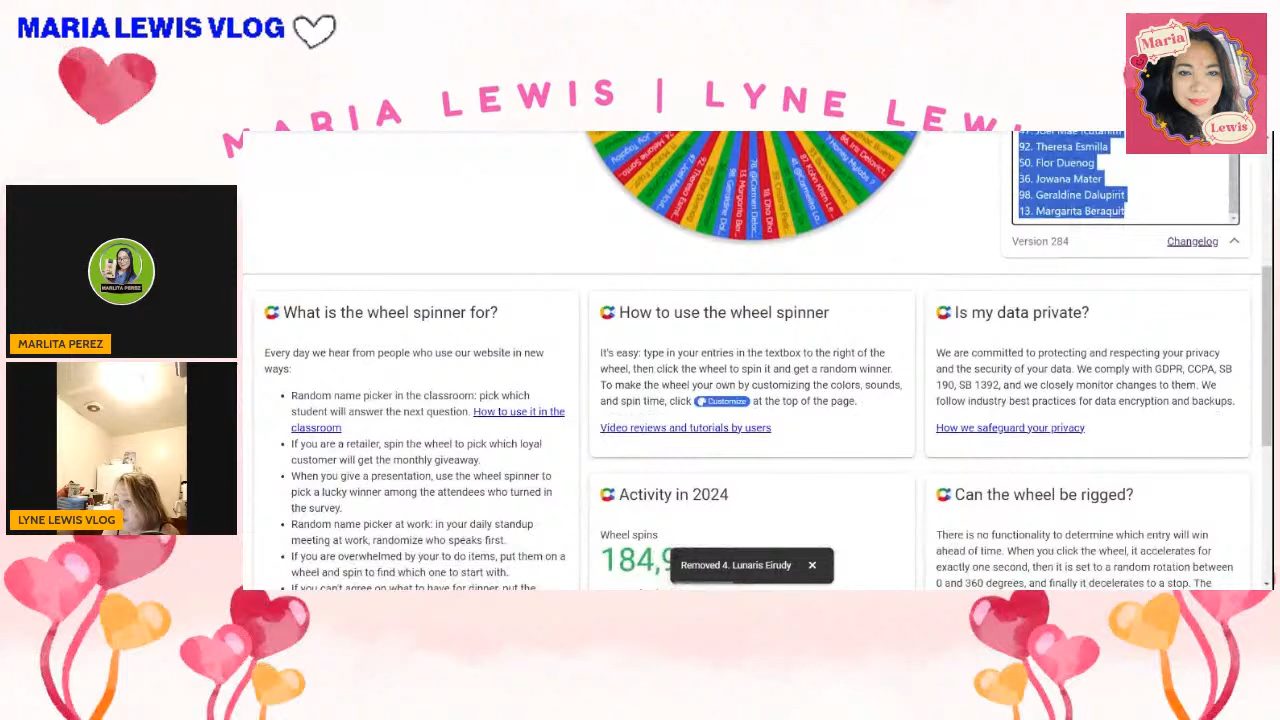 MARIA LEWIS VLOG
MARIA LEWIS | LYNE LEWI
Maria
Lewis
92. Theresa Esmilla
50. Flor Duenog
36. Jowana Mater
98. Geraldine Dalupirit
13. Margarita Beraquit
Version 284
Changelog
MARLITA PEREZ
MARLITA PEREZ
LYNE LEWIS VLOG
What is the wheel spinner for?
Every day we hear from people who use our website in new
ways:
• Random name picker in the classroom: pick which
student will answer the next question. How to use it in the
classroom
• If you are a retailer, spin the wheel to pick which loyal
customer will get the monthly giveaway.
• When you give a presentation, use the wheel spinner to
pick a lucky winner among the attendees who turned in
the survey.
• Random name picker at work: in your daily standup
meeting at work, randomize who speaks first.
• If you are overwhelmed by your to do items, put them on a
wheel and spin to find which one to start with.
• If you can't agree on what to have for dinner, put the
How to use the wheel spinner
It's easy: type in your entries in the textbox to the right of the
wheel, then click the wheel to spin it and get a random winner.
To make the wheel your own by customizing the colors, sounds,
and spin time, click Customize at the top of the page.
Video reviews and tutorials by users
Is my data private?
We are committed to protecting and respecting your privacy
and the security of your data. We comply with GDPR, CCPA, SB
190, SB 1392, and we closely monitor changes to them. We
follow industry best practices for data encryption and backups.
How we safeguard your privacy
Activity in 2024
Wheel spins
184,9
Removed 4. Lunaris Eirudy
Can the wheel be rigged?
There is no functionality to determine which entry will win
ahead of time. When you click the wheel, it accelerates for
exactly one second, then it is set to a random rotation between
0 and 360 degrees, and finally it decelerates to a stop. The